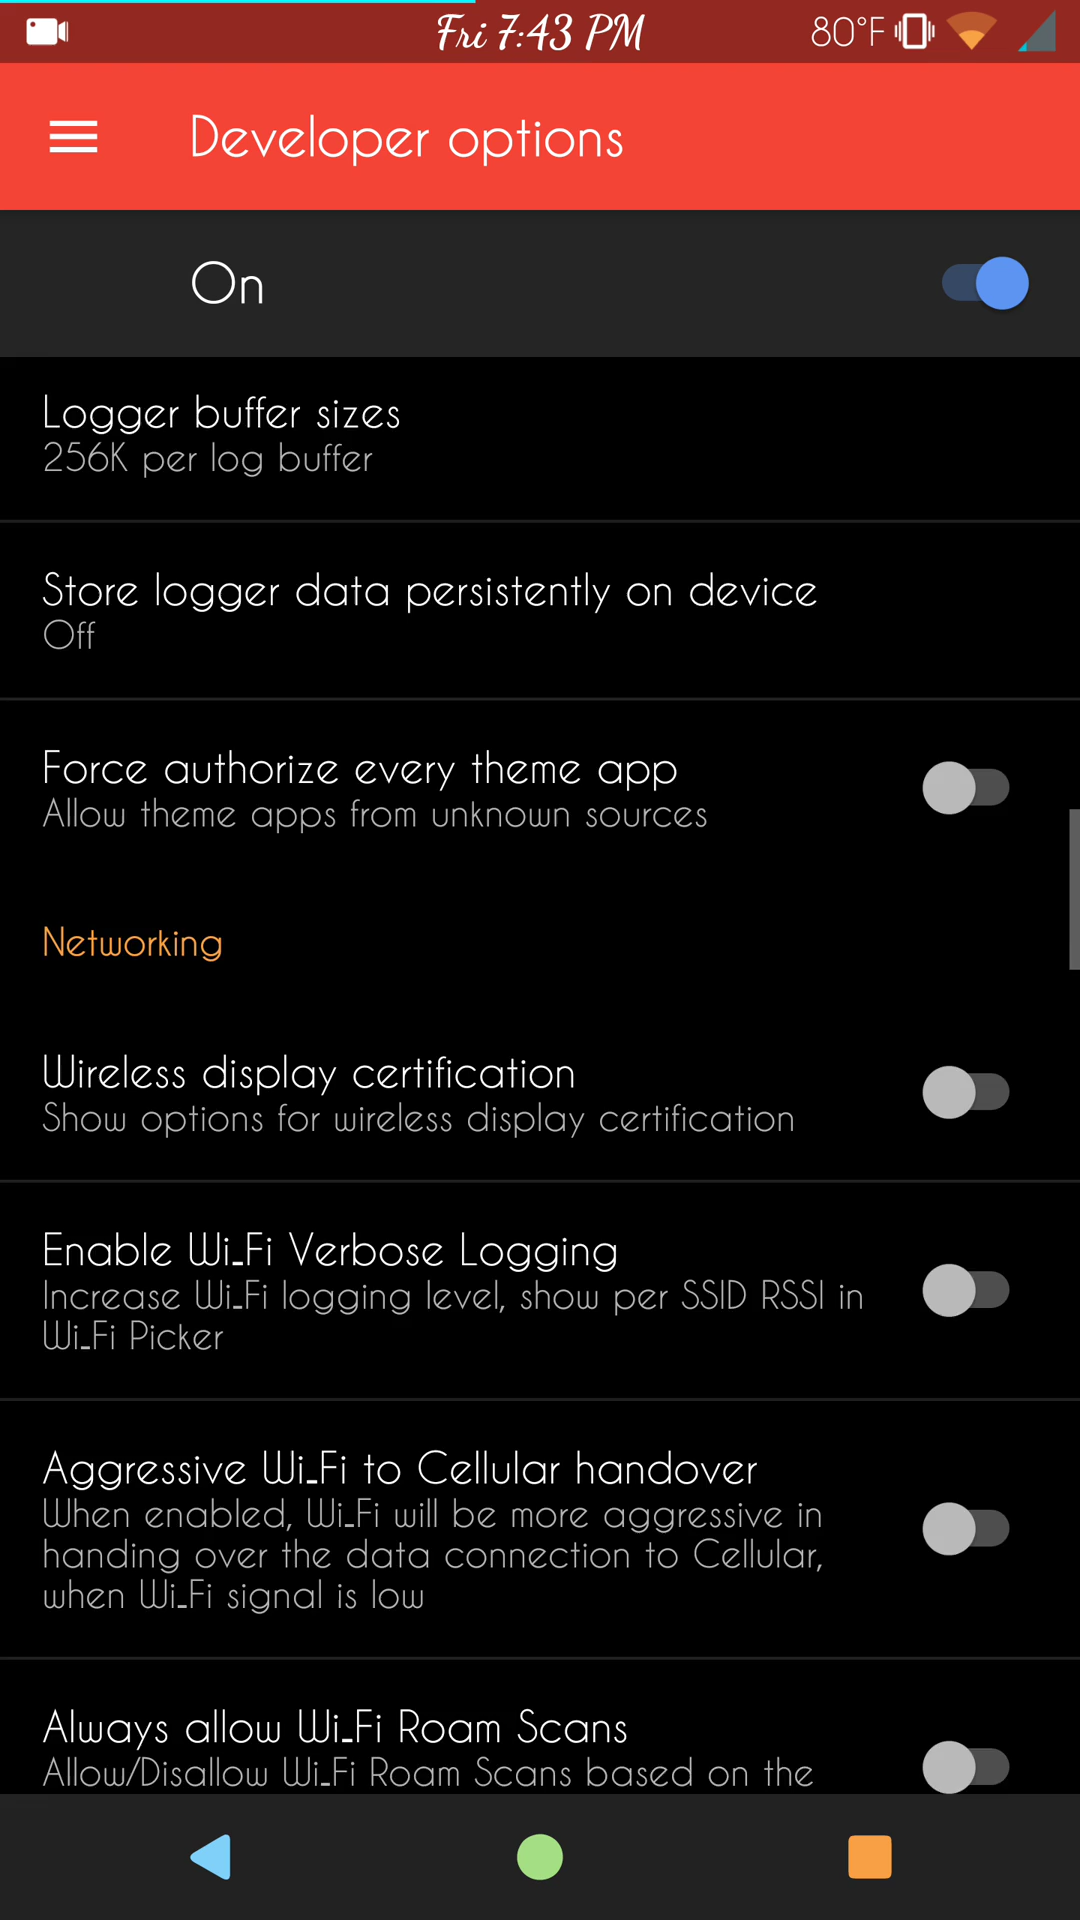 Fri 7:43 PM
80°F
Developer options
On
Logger buffer sizes
256K per log buffer
Store logger data persistently on device
Off
Force authorize every theme app
Allow theme apps from unknown sources
Networking
Wireless display certification
Show options for wireless display certification
Enable Wi-Fi Verbose Logging
Increase Wi-Fi logging level, show per SSID RSSI in
Wi-Fi Picker
Aggressive Wi-Fi to Cellular handover
When enabled, Wi-Fi will be more aggressive in
handing over the data connection to Cellular,
when Wi-Fi signal is low
Always allow Wi-Fi Roam Scans
Allow/Disallow Wi-Fi Roam Scans based on the